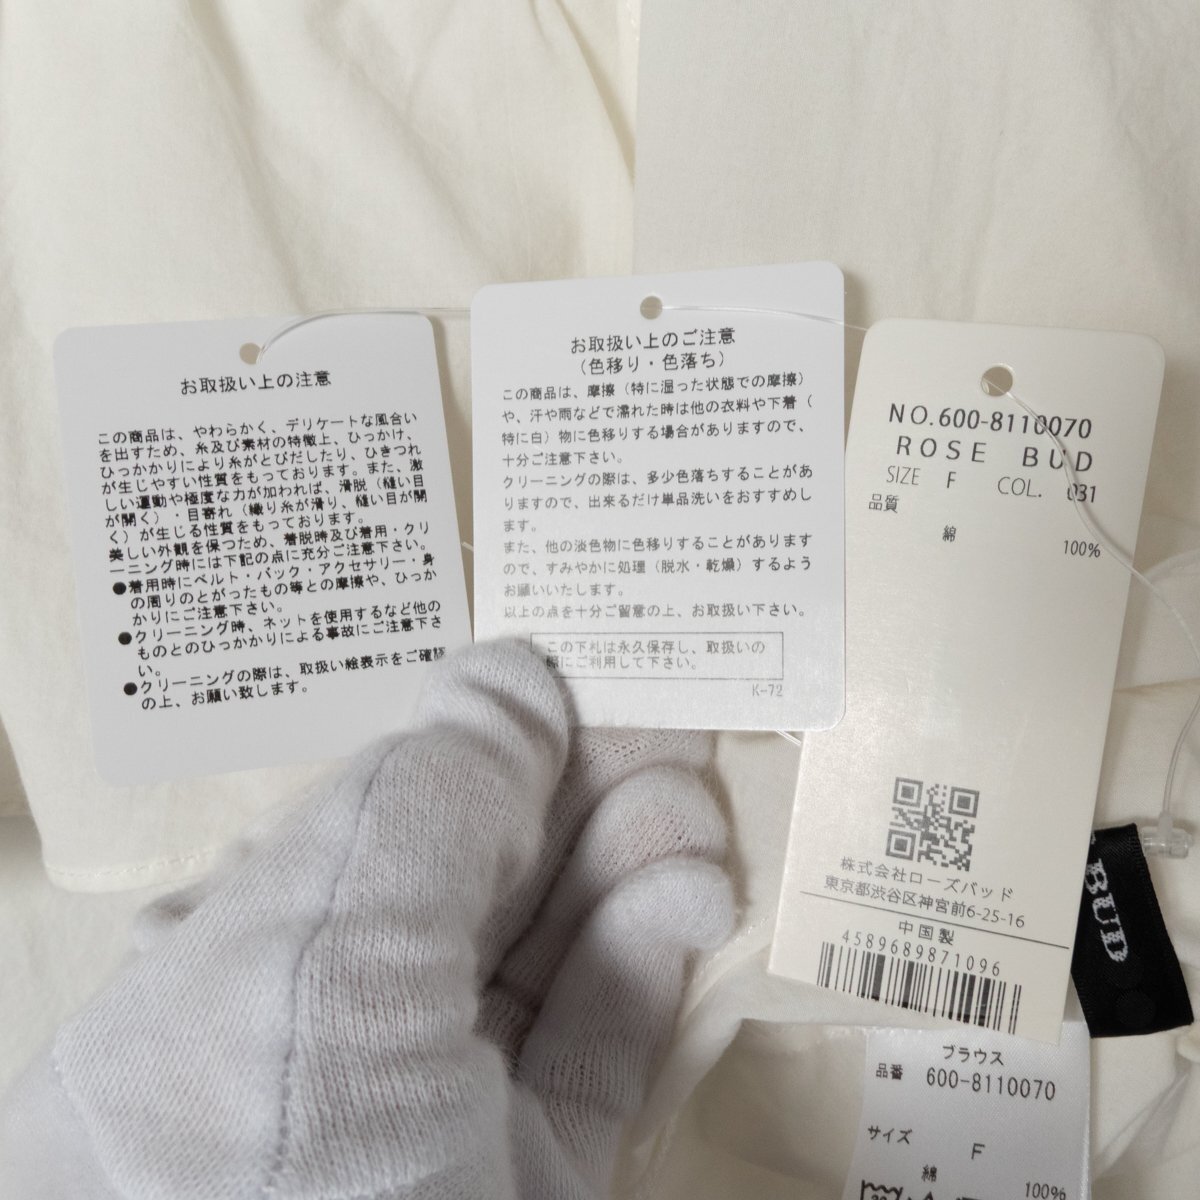 お取扱い上の注意
この商品は、やわらかく、デリケートな風合い
を出すため、糸及び素材の特徴上、ひっかけ、
ひっかかりにより糸がとびだしたり、ひきつれ
が生じやすい性質をもっております。また、激
しい運動や極度な力が加われば、滑脱（縫い目
が開く）・目寄れ（織り糸が滑り、縫い目が開
く）が生じる性質をもっております。
美しい外観を保つため、着脱時及び着用・クリ
ーニング時には下記の点に充分ご注意下さい。
●着用時にベルト・バック・アクセサリー・身
の周りのとがったもの等との摩擦や、ひっか
かりにご注意下さい。
●クリーニング時、ネットを使用するなど他の
ものとのひっかかりによる事故にご注意下さ
い。
●クリーニングの際は、取扱い絵表示をご確認
の上、お願い致します。
お取扱い上のご注意
（色移り・色落ち）
この商品は、摩擦（特に湿った状態での摩擦）
や、汗や雨などで濡れた時は他の衣料や下着（
特に白）物に色移りする場合がありますので、
十分ご注意下さい。
クリーニングの際は、多少色落ちすることがあ
りますので、出来るだけ単品洗いをおすすめし
ます。
また、他の淡色物に色移りすることがあります
ので、すみやかに処理（脱水・乾燥）するよう
お願いいたします。
以上の点を十分ご留意の上、お取扱い下さい。
この下札は永久保存し、取扱いの
際にご利用して下さい。
K-72
NO.600-8110070
ROSE BUD
SIZE F COL. 031
品質
綿 100%
株式会社ローズバッド
東京都渋谷区神宮前6-25-16
中国製
4589689871096
BUD
ブラウス
品番 600-8110070
サイズ F
綿 100%